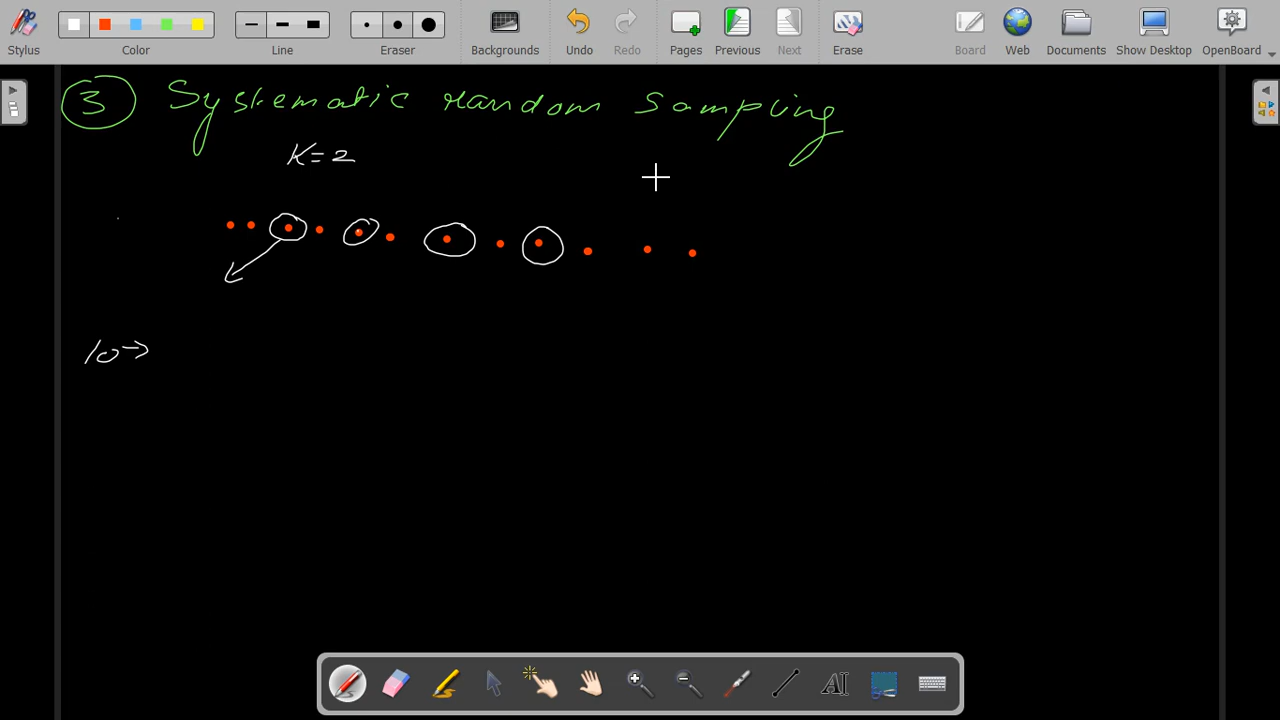 Stylus Color Line Eraser Backgrounds Undo Redo Pages Previous Next Erase Board Web Documents Show Desktop OpenBoard
3 Systematic random sampling
K=2
10→
AI